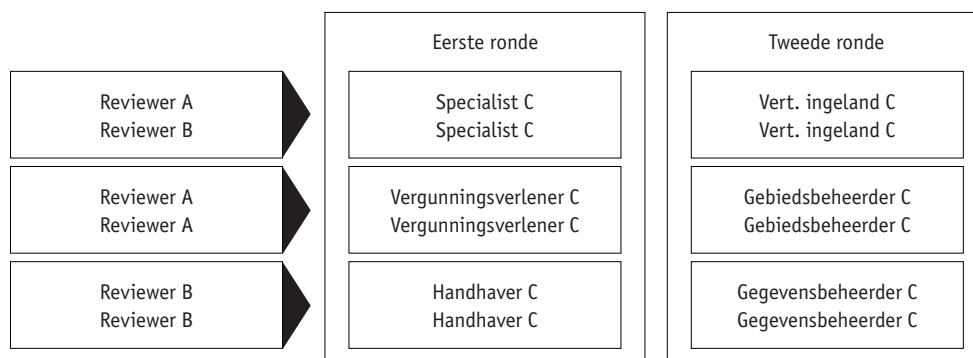 Eerste ronde
Tweede ronde
Reviewer A
Reviewer B
Specialist C
Specialist C
Vert. ingeland C
Vert. ingeland C
Reviewer A
Reviewer A
Vergunningsverlener C
Vergunningsverlener C
Gebiedsbeheerder C
Gebiedsbeheerder C
Reviewer B
Reviewer B
Handhaver C
Handhaver C
Gegevensbeheerder C
Gegevensbeheerder C